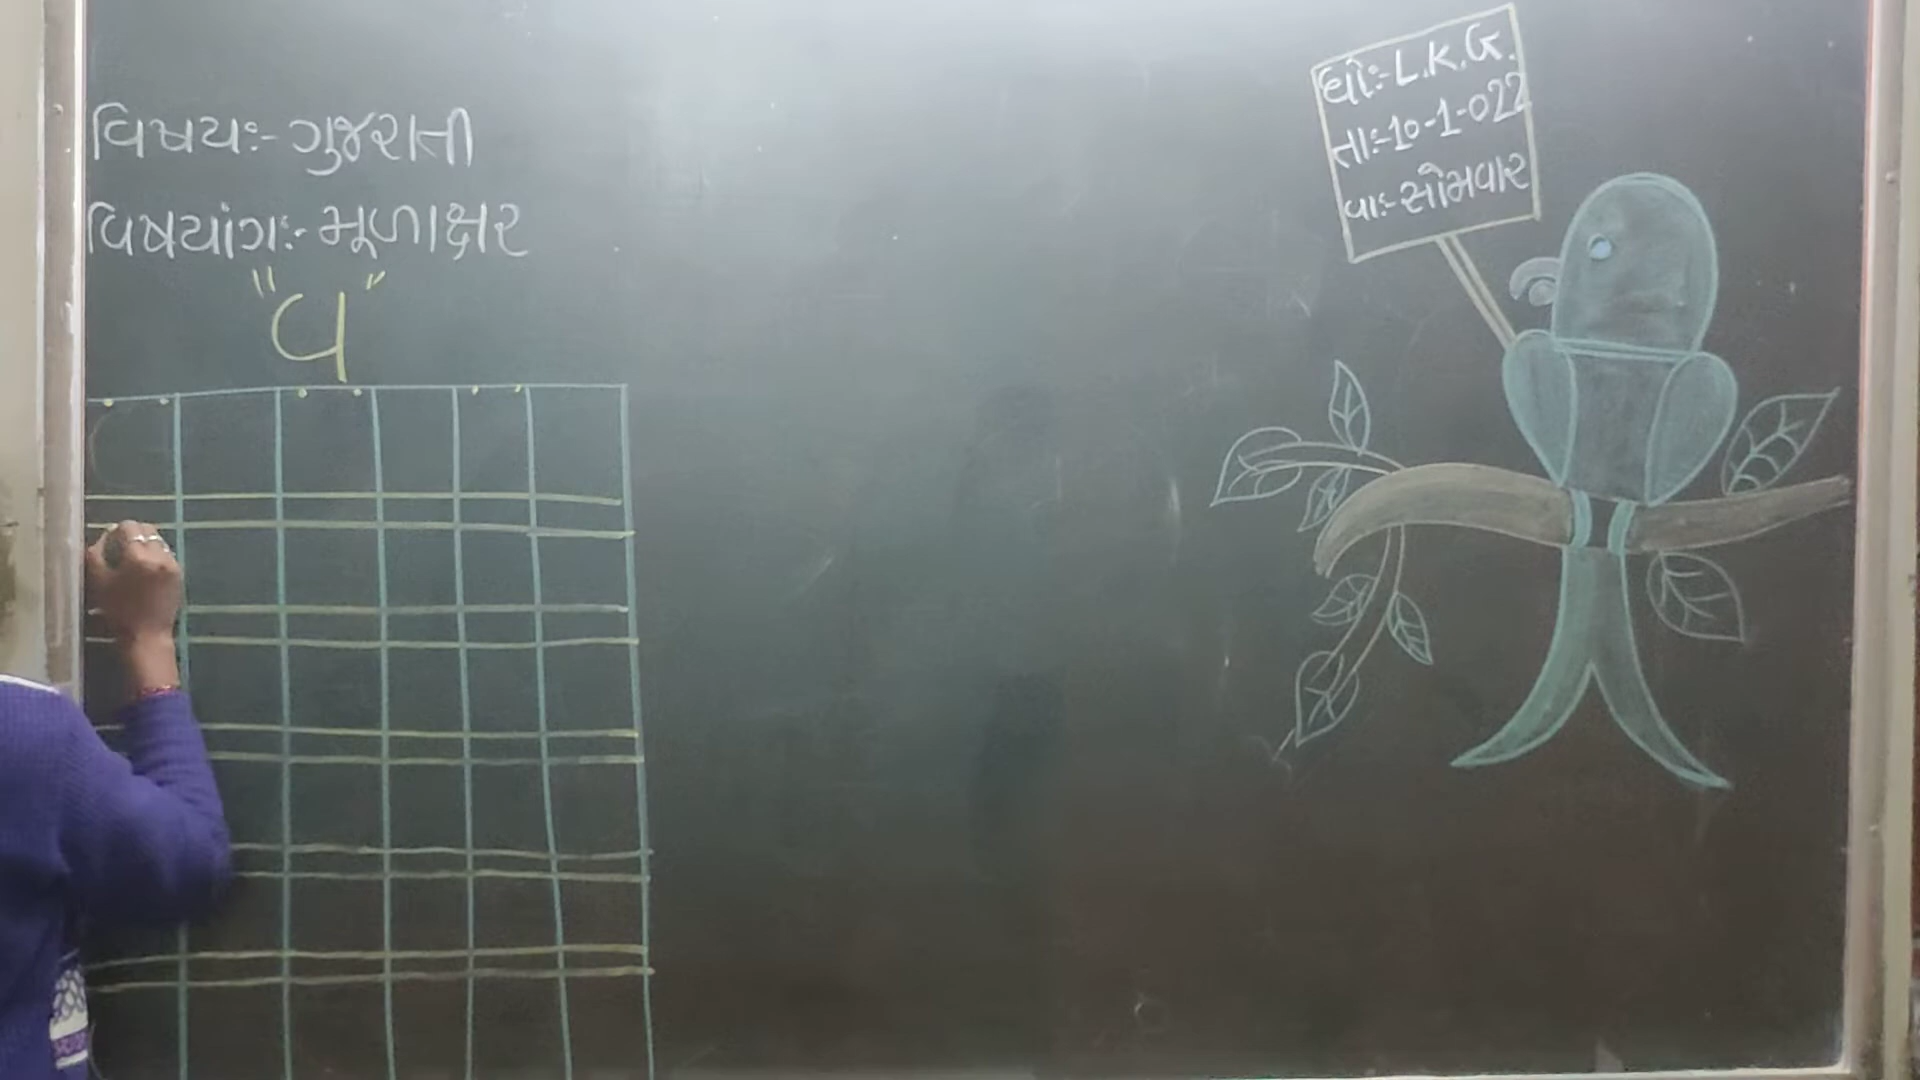 વિષયઃ- ગુજરાતી
વિષયાંગઃ- મૂળાક્ષર
"વ"
ધોઃ- L.K.G.
તાઃ-10-1-022
વાઃ-સોમવાર